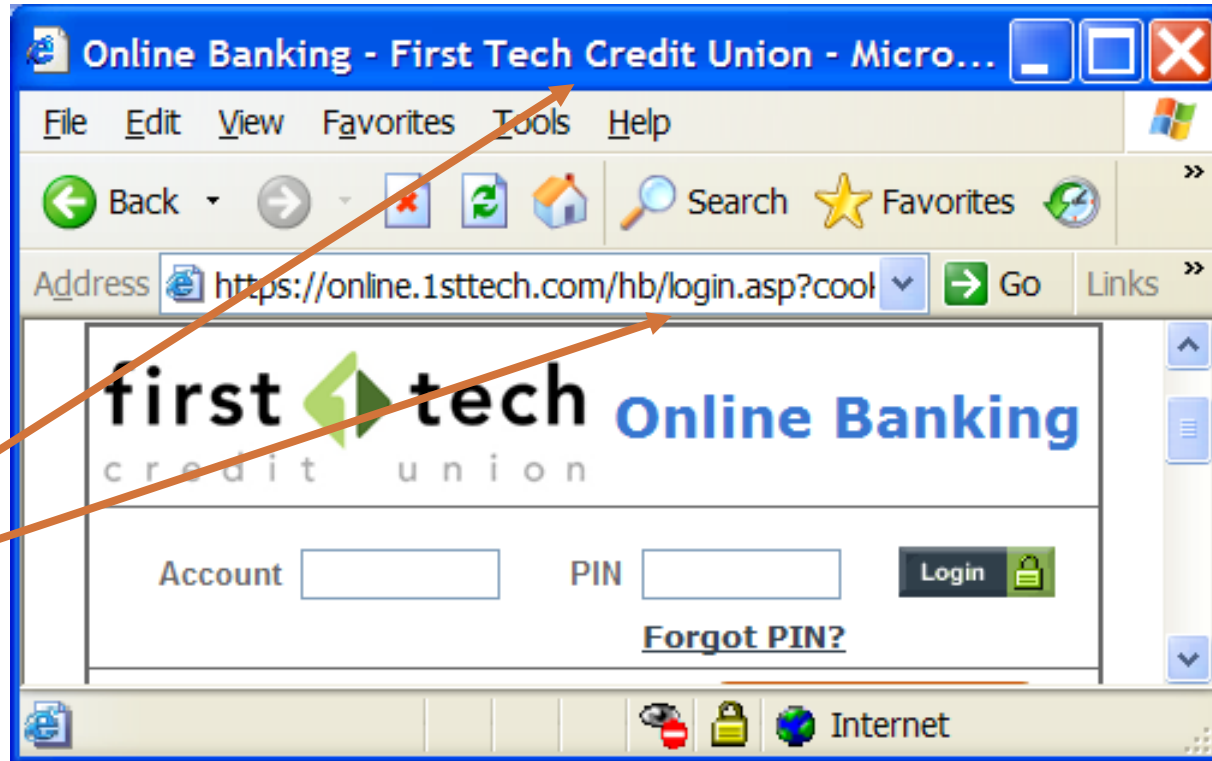 Online Banking - First Tech Credit Union - Micro...
File Edit View Favorites Tools Help
Back Search Favorites »
Address https://online.1sttech.com/hb/login.asp?cook Go Links »
first tech Online Banking
credit union
Account PIN Login
Forgot PIN?
Internet